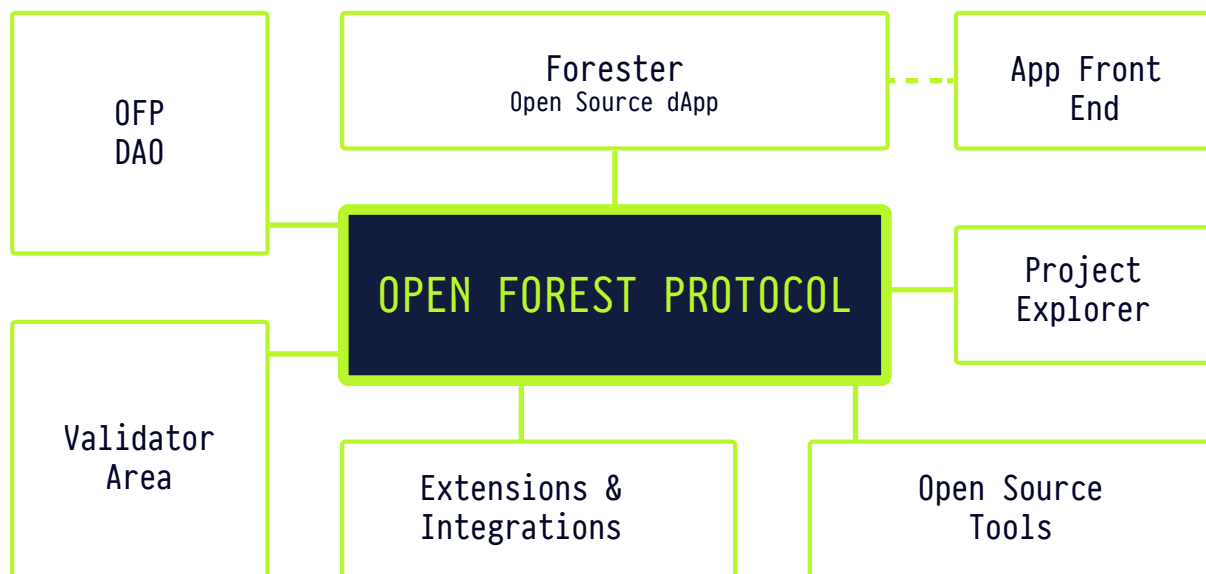 OFP
DAO
Forester
Open Source dApp
App Front
End
OPEN FOREST PROTOCOL
Project
Explorer
Validator
Area
Extensions &
Integrations
Open Source
Tools